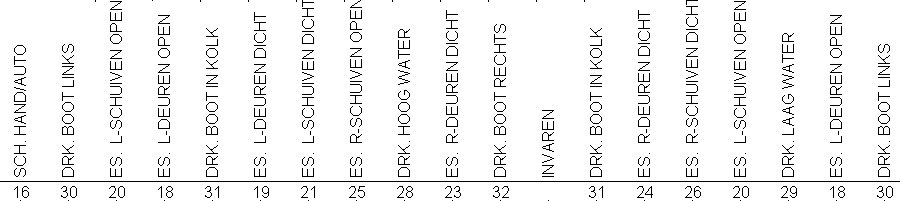 SCH. HAND/AUTO
DRK. BOOT LINKS
ES. L-SCHUIVEN OPEN
ES. L-DEUREN OPEN
DRK. BOOT IN KOLK
ES. L-DEUREN DICHT
ES. L-SCHUIVEN DICHT
ES. R-SCHUIVEN OPEN
DRK. HOOG WATER
ES. R-DEUREN DICHT
DRK. BOOT RECHTS
INVAREN
DRK. BOOT IN KOLK
ES. R-DEUREN DICHT
ES. R-SCHUIVEN DICHT
ES. L-SCHUIVEN OPEN
DRK. LAAG WATER
ES. L-DEUREN OPEN
DRK. BOOT LINKS
16 30 20 18 31 19 21 25 28 23 32 31 24 26 20 29 18 30